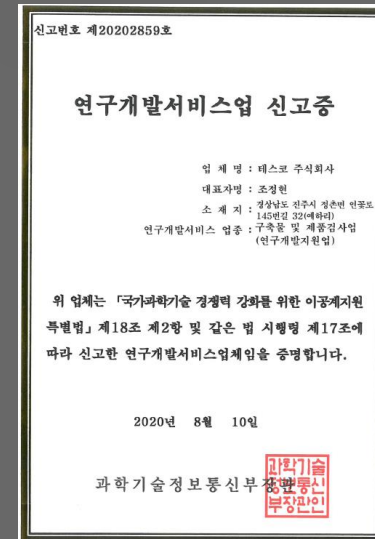 신고번호 제20202859호
연구개발서비스업 신고증
업 체 명 : 테스코 주식회사
대표자명 : 조정현
소 재 지 : 경상남도 진주시 정촌면 연꽃로
145번길 32(예하리)
연구개발서비스 업종 : 구축물 및 제품검사업
(연구개발지원업)
위 업체는 「국가과학기술 경쟁력 강화를 위한 이공계지원
특별법」 제18조 제2항 및 같은 법 시행령 제17조에
따라 신고한 연구개발서비스업체임을 증명합니다.
2020년 8월 10일
과학기술정보통신부장관
과학기술
정보통신
부장관인